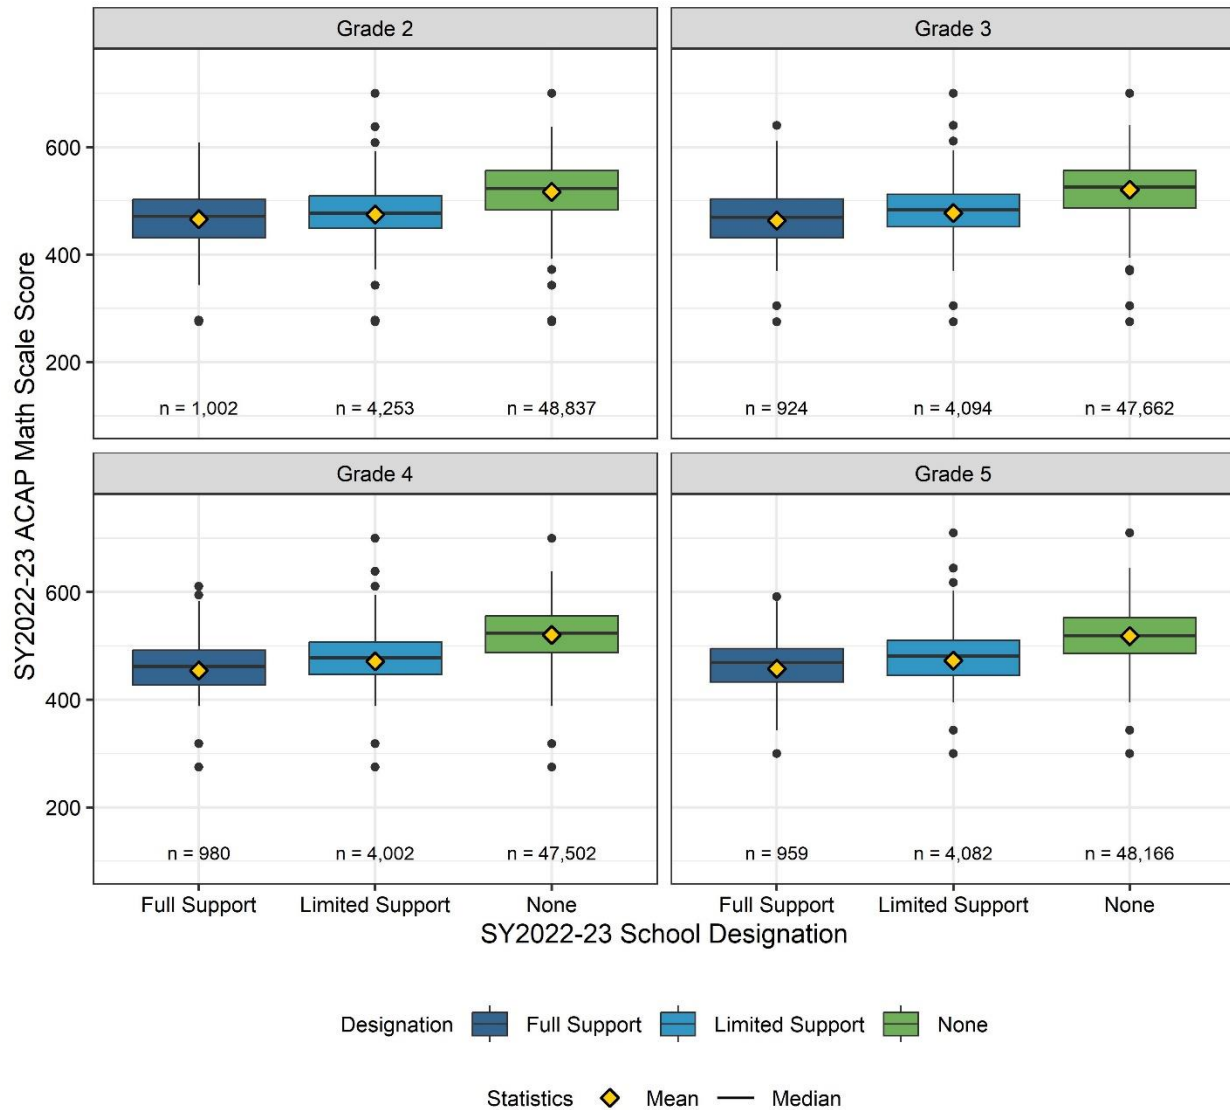 Grade 2
Grade 3
600
400
200
n = 1,002
n = 4,253
n = 48,837
n = 924
n = 4,094
n = 47,662
SY2022-23 ACAP Math Scale Score
Grade 4
Grade 5
600
400
200
n = 980
n = 4,002
n = 47,502
n = 959
n = 4,082
n = 48,166
Full Support
Limited Support
None
Full Support
Limited Support
None
SY2022-23 School Designation
Designation Full Support Limited Support None
Statistics Mean Median